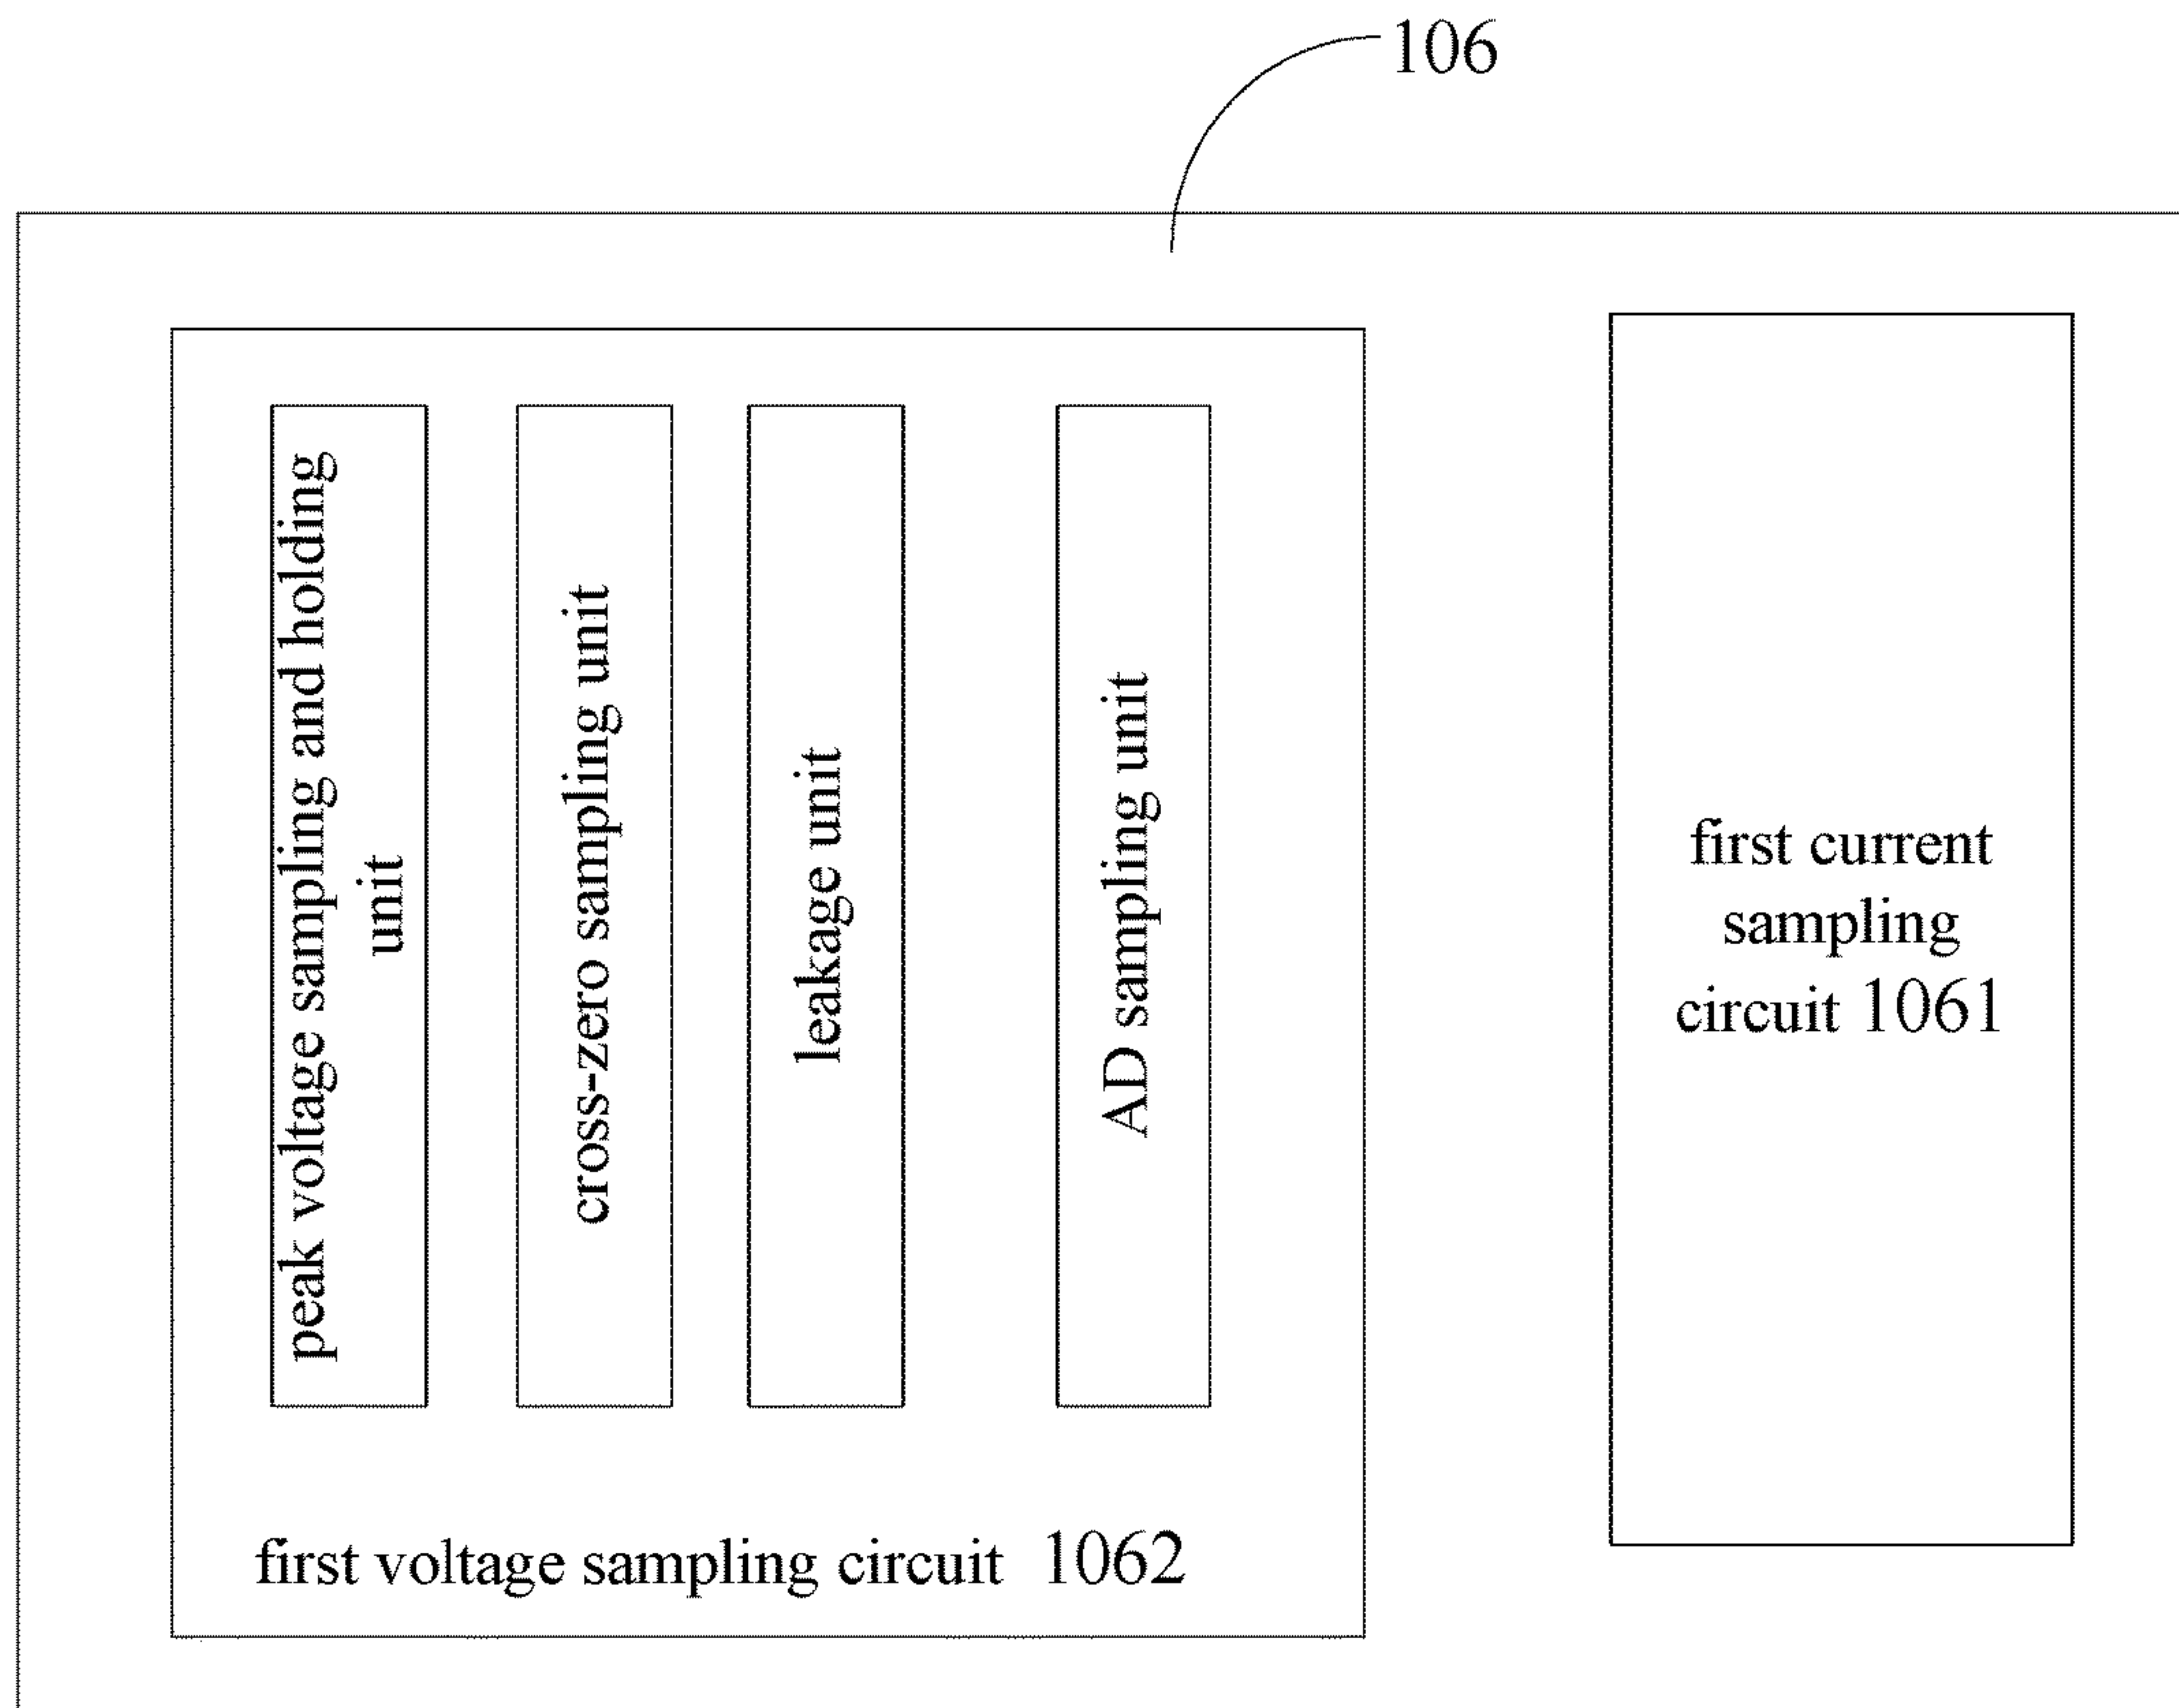 106
peak voltage sampling and holding
unit
cross-zero sampling unit
leakage unit
AD sampling unit
first voltage sampling circuit 1062
first current
sampling
circuit 1061